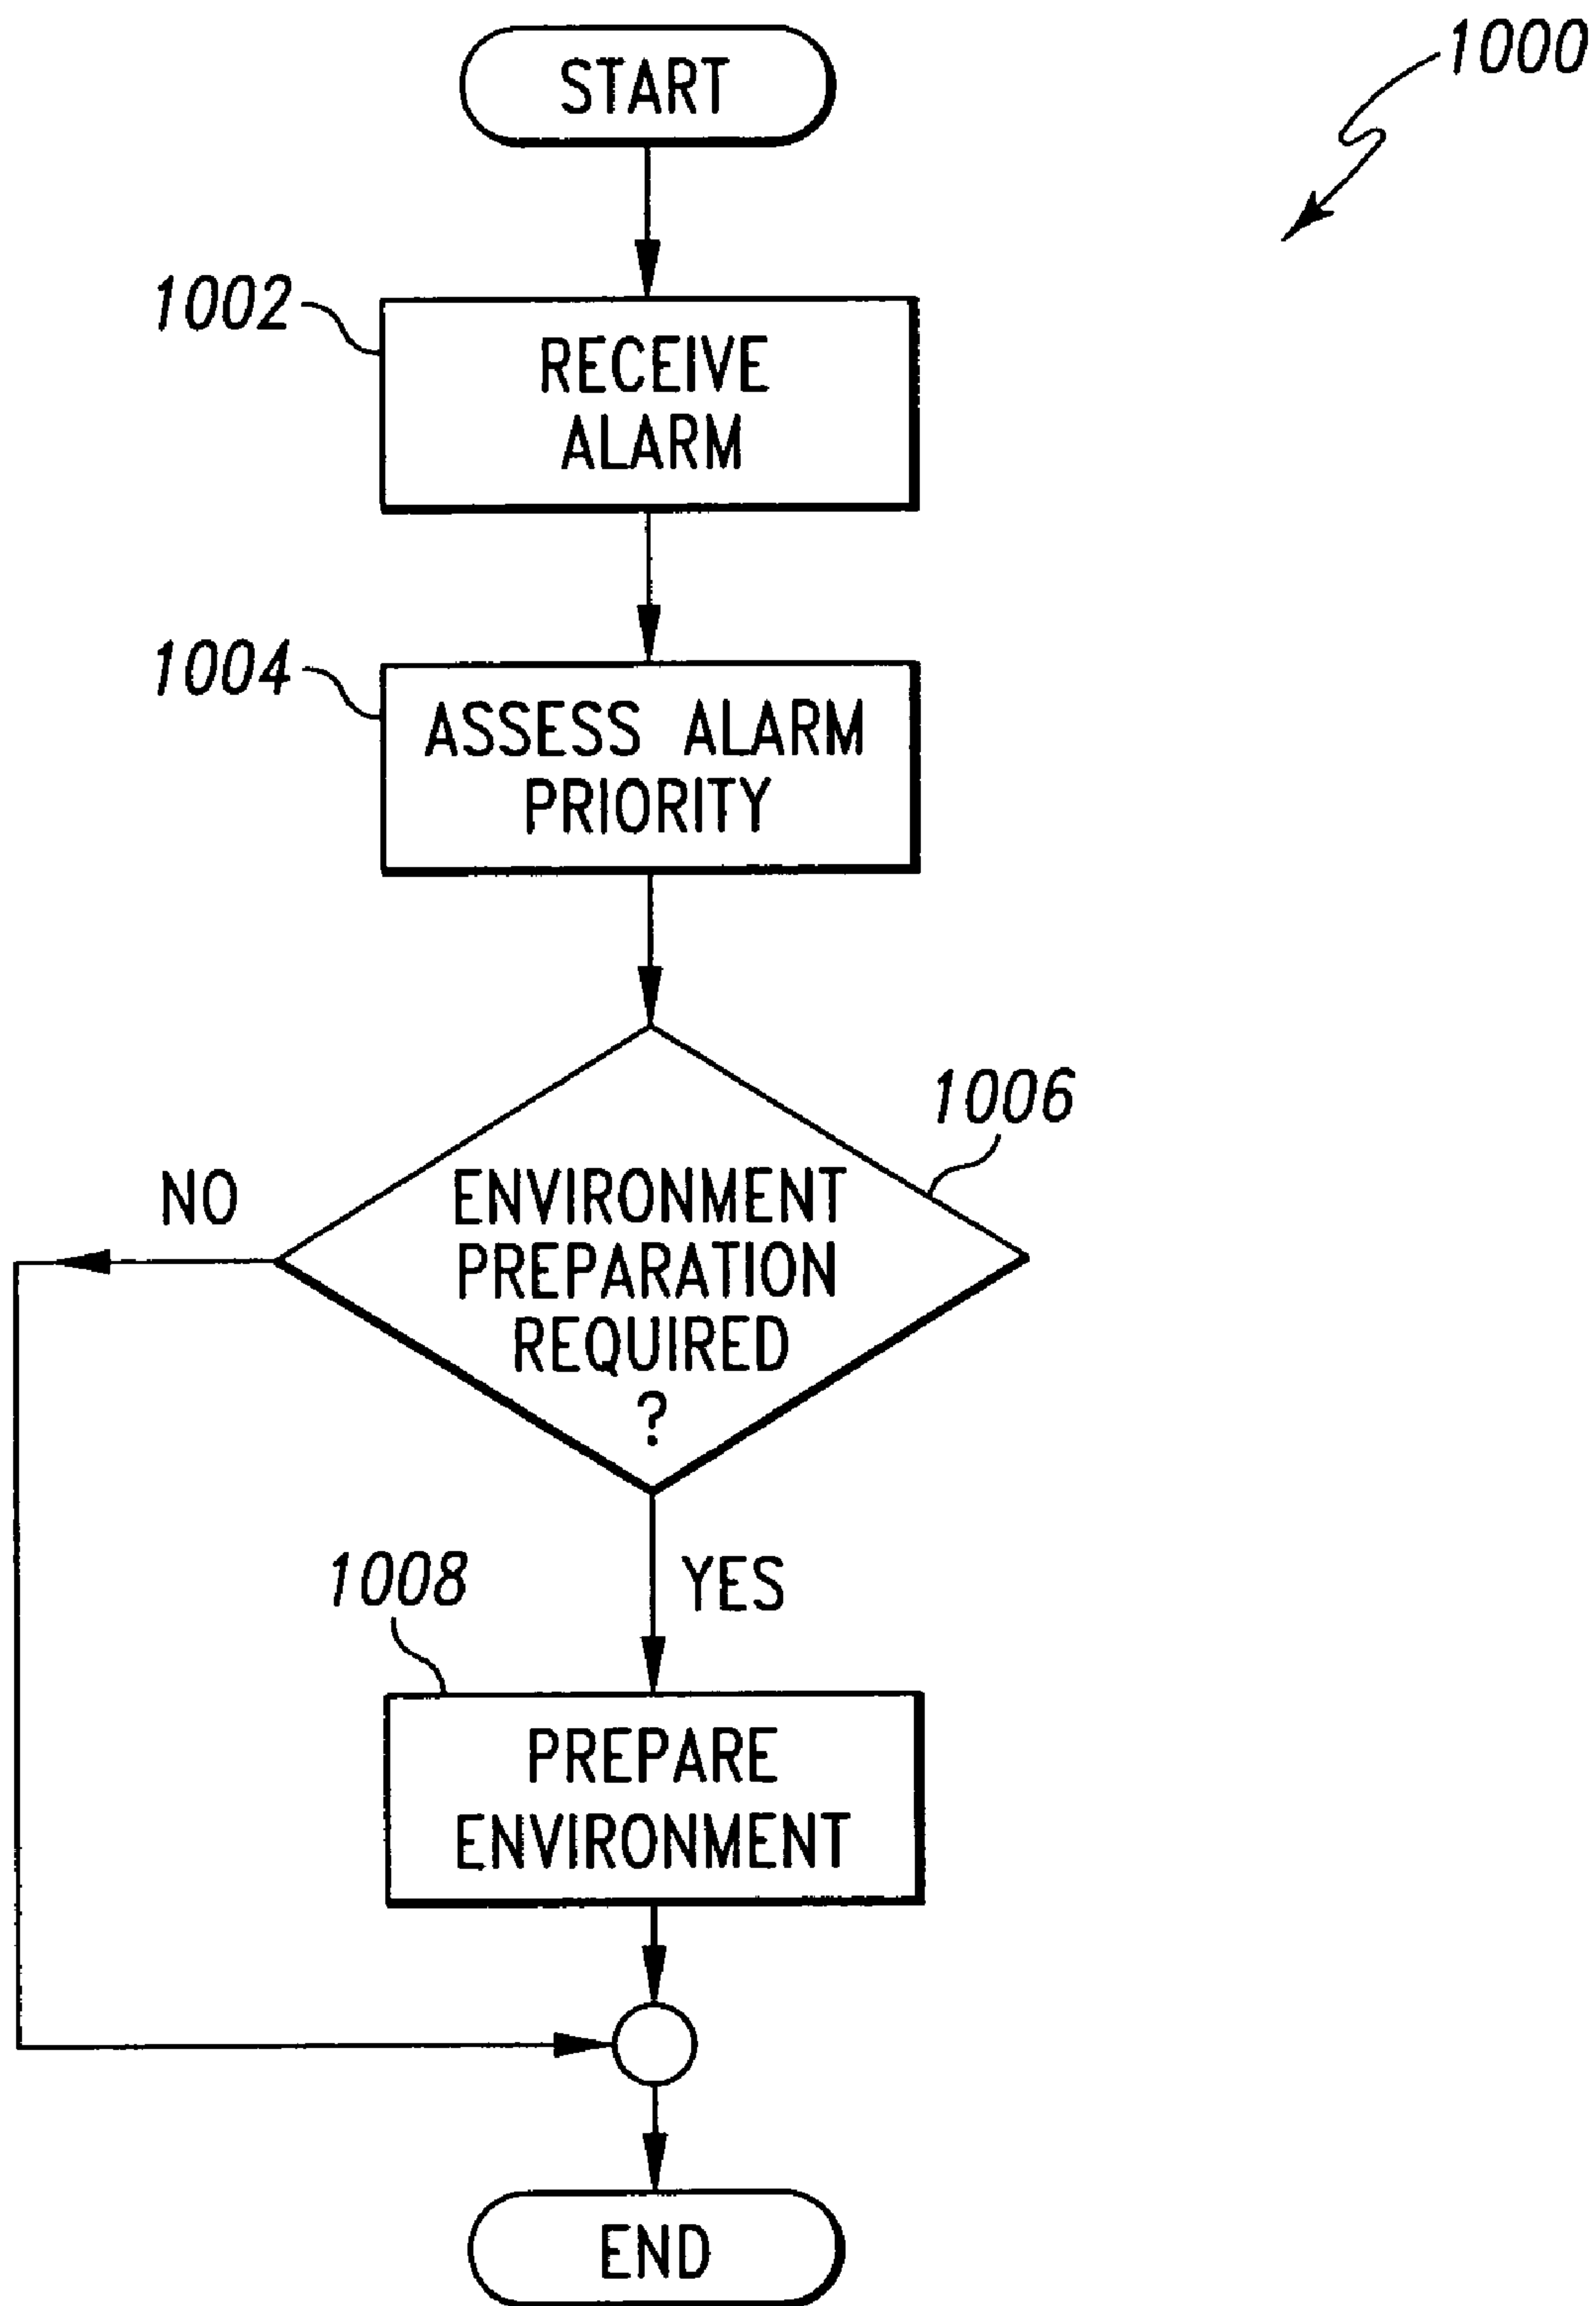 1000
START
1002
RECEIVE
ALARM
1004
ASSESS ALARM
PRIORITY
1006
NO
ENVIRONMENT
PREPARATION
REQUIRED
?
YES
1008
PREPARE
ENVIRONMENT
END